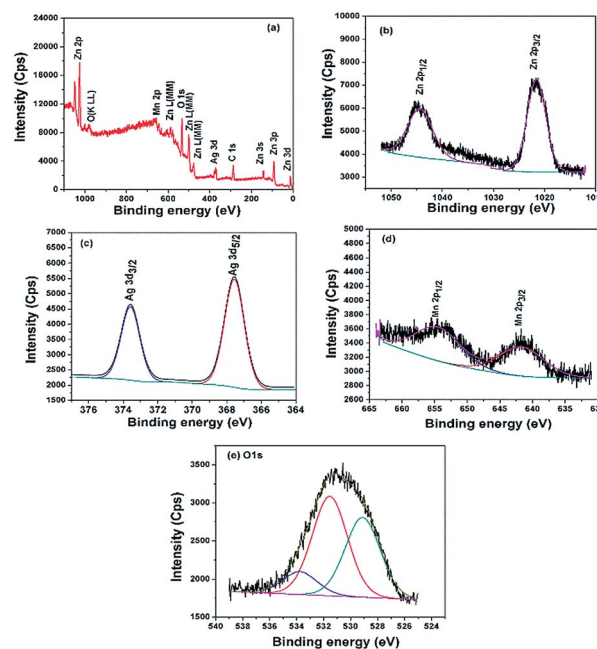 (a)
24000
20000
16000
12000
8000
4000
0
Intensity (Cps)
Zn 2p
O(K LL)
Mn 2p
Zn L(MM)
O 1s
Zn L(MM)
Zn L(MM)
Ag 3d
C 1s
Zn 3s
Zn 3p
Zn 3d
1000 800 600 400 200 0
Binding energy (eV)
(b)
10000
9000
8000
7000
6000
5000
4000
3000
Intensity (Cps)
Zn 2p1/2
Zn 2p3/2
1050 1040 1030 1020 101
Binding energy (eV)
(c)
7000
6500
6000
5500
5000
4500
4000
3500
3000
2500
2000
1500
Intensity (Cps)
Ag 3d3/2
Ag 3d5/2
376 374 372 370 368 366 364
Binding energy (eV)
(d)
5000
4800
4600
4400
4200
4000
3800
3600
3400
3200
3000
2800
2600
Intensity (Cps)
Mn 2p1/2
Mn 2p3/2
665 660 655 650 645 640 635 63
Binding energy (eV)
(e) O1s
3500
3000
2500
2000
1500
Intensity (Cps)
540 538 536 534 532 530 528 526 524
Binding energy (eV)